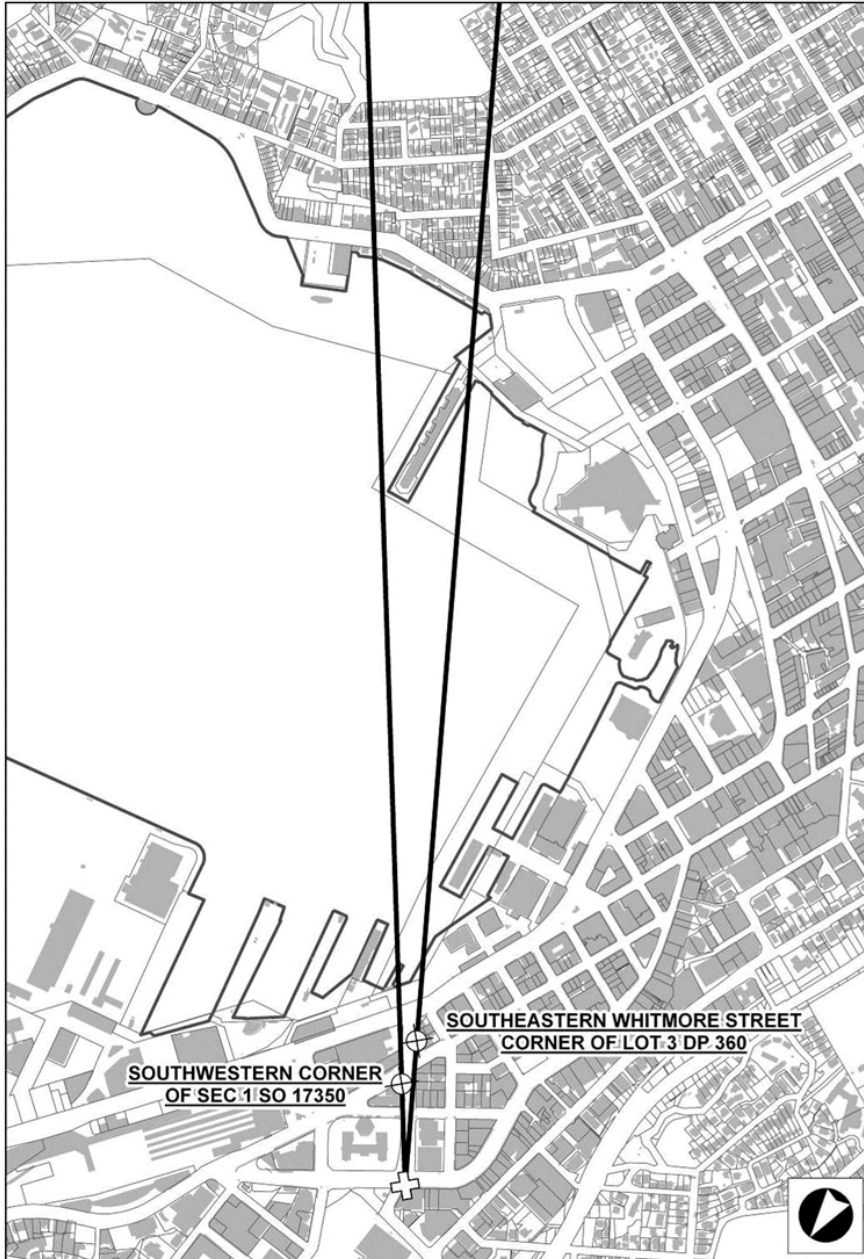 SOUTHEASTERN WHITMORE STREET
CORNER OF LOT 3 DP 360
SOUTHWESTERN CORNER
OF SEC 1 SO 17350